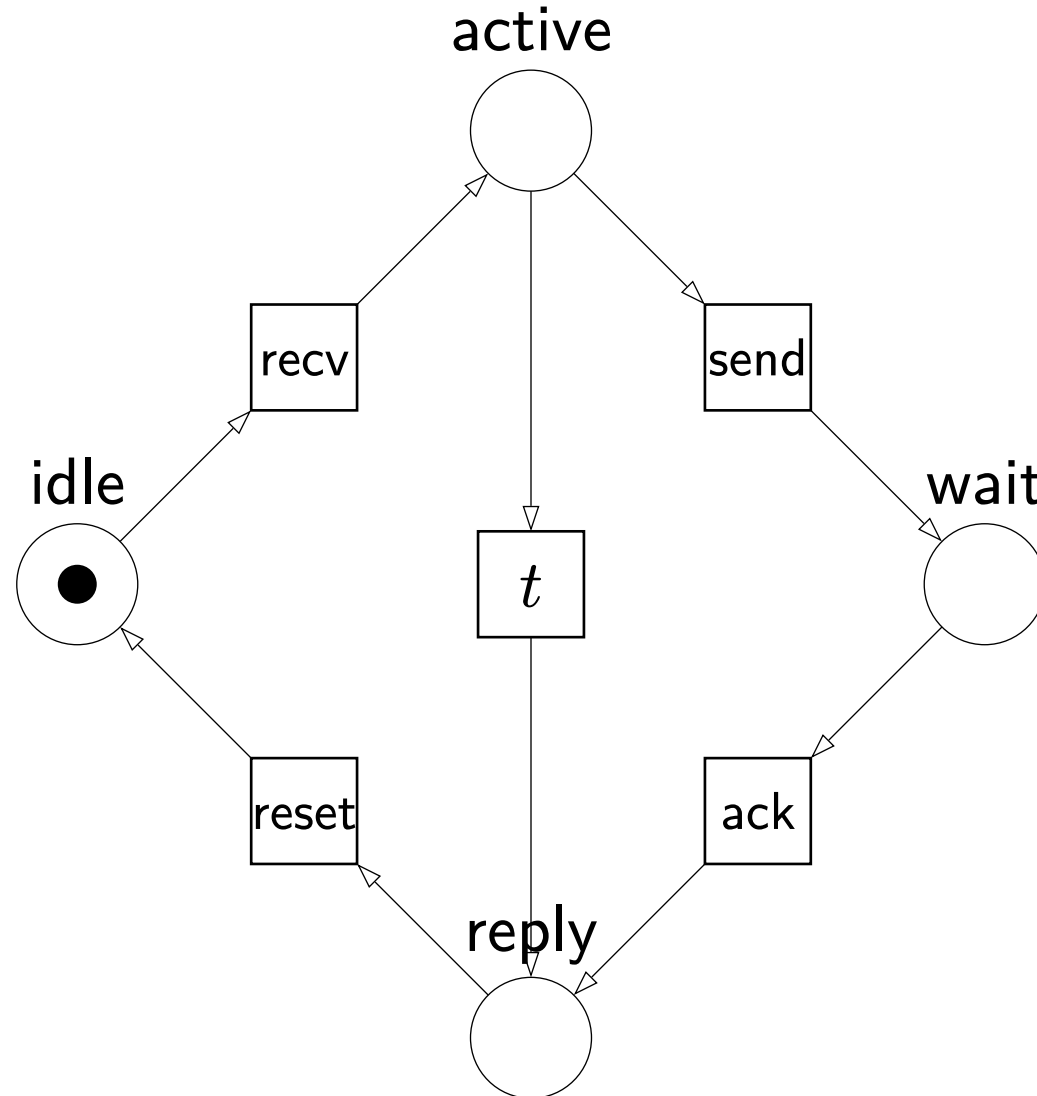 active
recv
send
idle
wait
t
reset
ack
reply